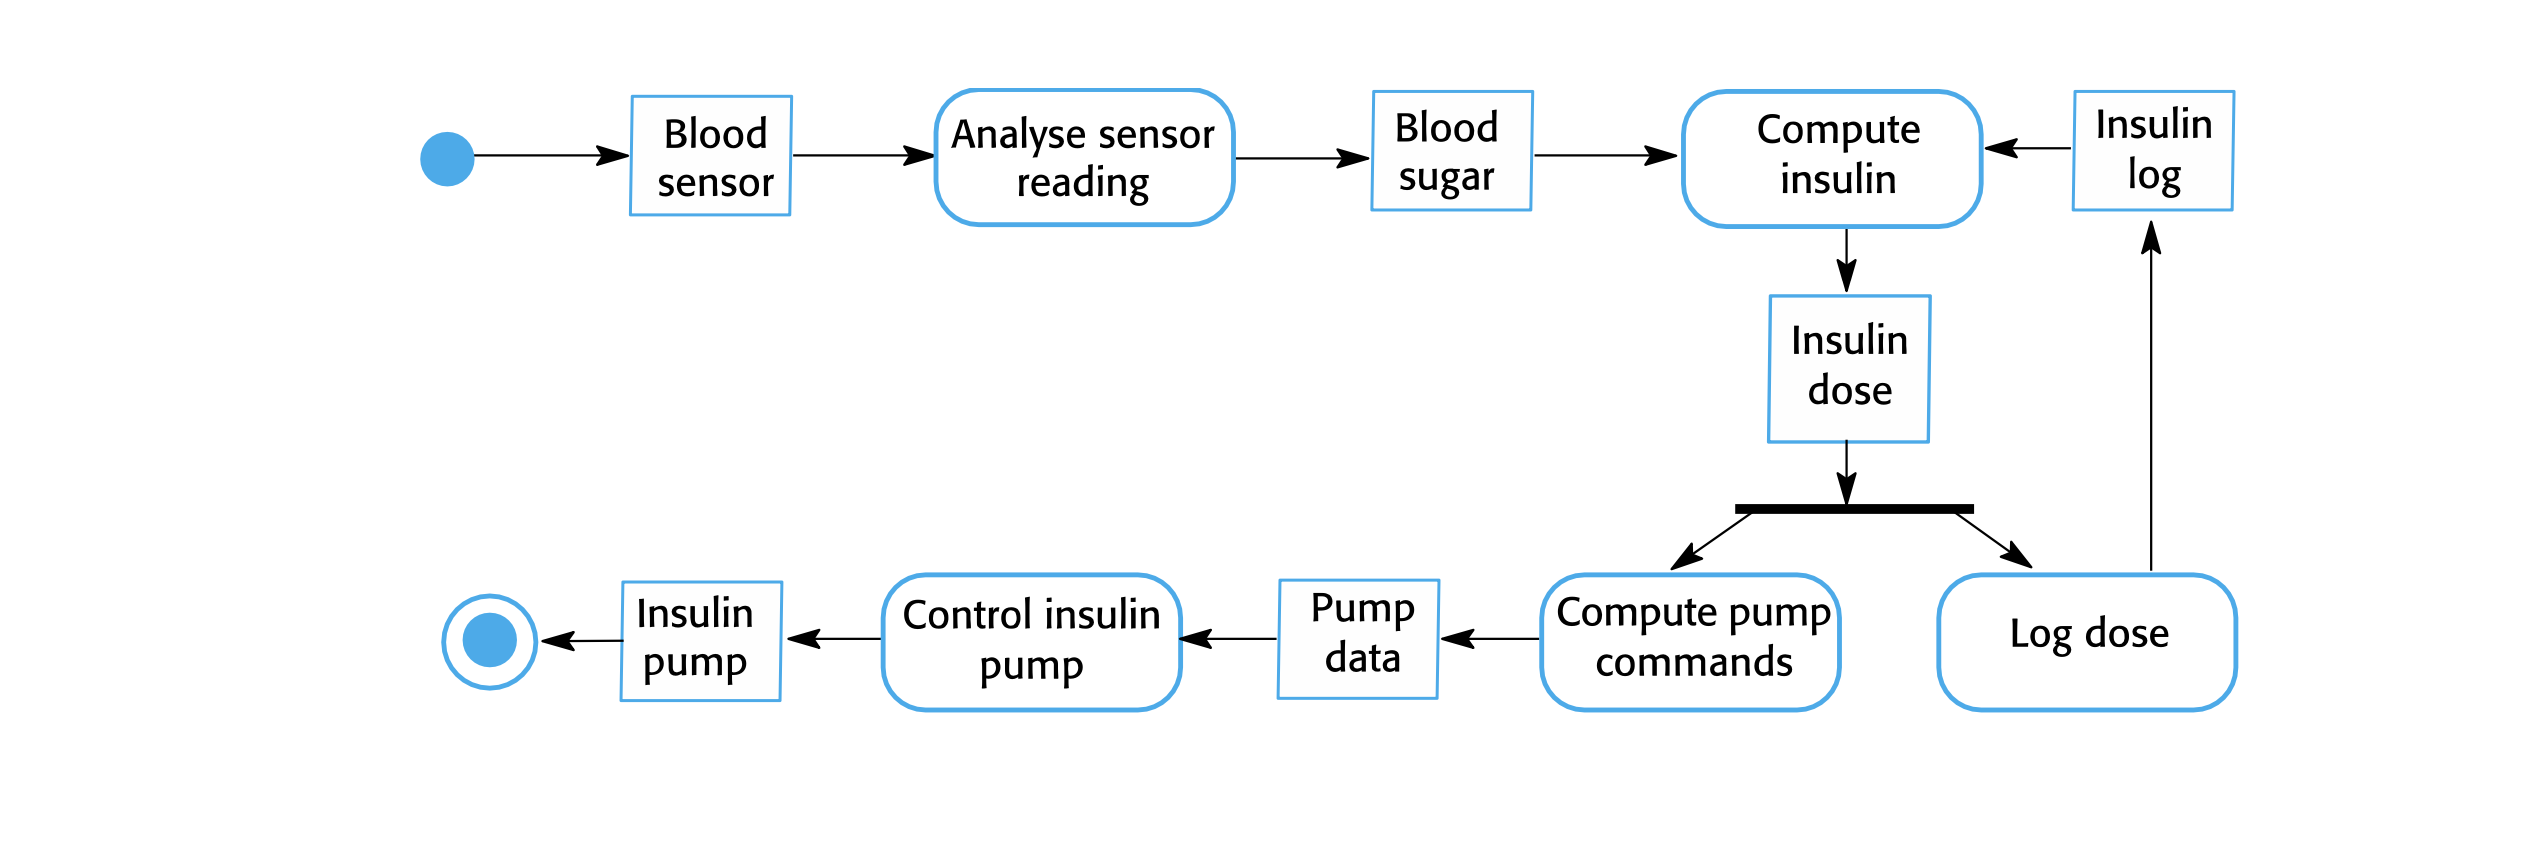 Blood
sensor
Analyse sensor
reading
Blood
sugar
Compute
insulin
Insulin
log
Insulin
dose
Insulin
pump
Control insulin
pump
Pump
data
Compute pump
commands
Log dose